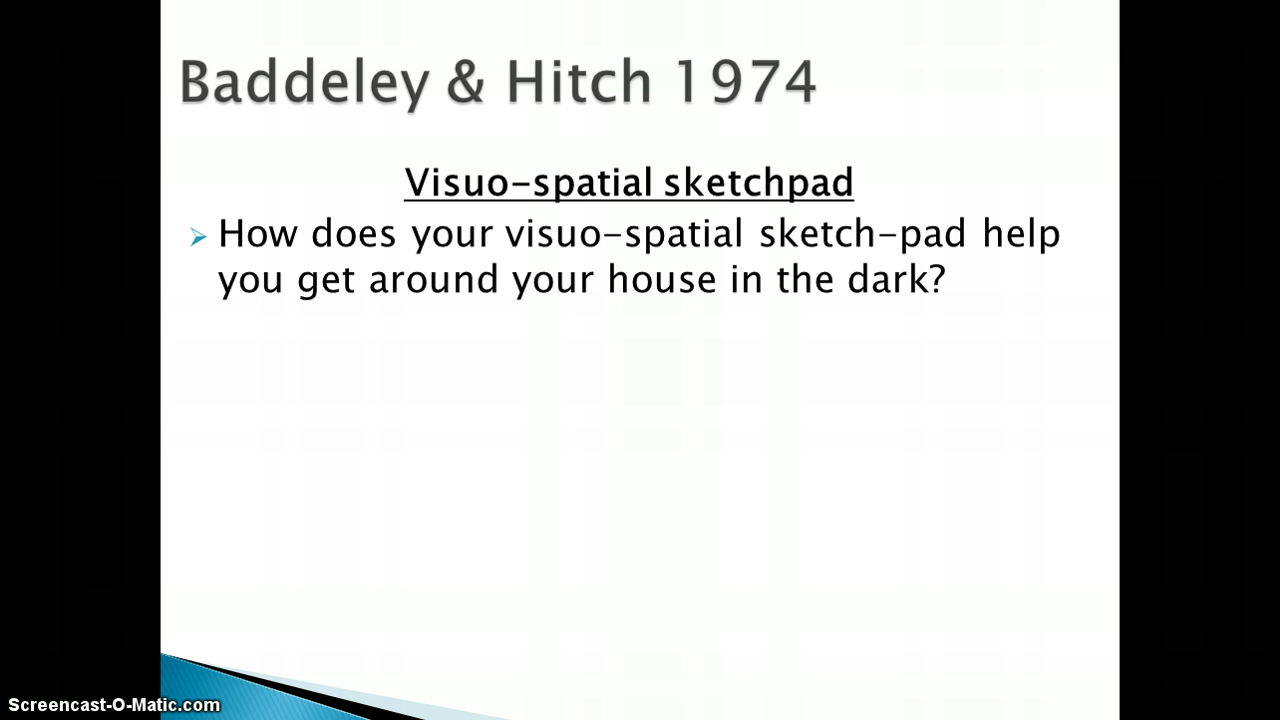 Baddeley & Hitch 1974
Visuo-spatial sketchpad
How does your visuo-spatial sketch-pad help
you get around your house in the dark?
Screencast-O-Matic.com